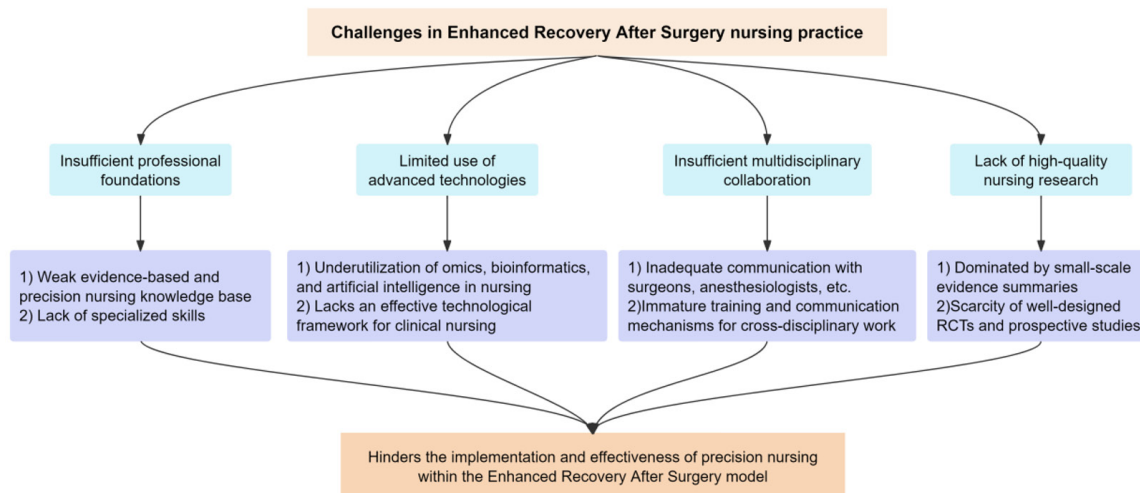 Challenges in Enhanced Recovery After Surgery nursing practice
Insufficient professional
foundations
Limited use of
advanced technologies
Insufficient multidisciplinary
collaboration
Lack of high-quality
nursing research
1) Weak evidence-based and
precision nursing knowledge base
2) Lack of specialized skills
1) Underutilization of omics, bioinformatics,
and artificial intelligence in nursing
2) Lacks an effective technological
framework for clinical nursing
1) Inadequate communication with
surgeons, anesthesiologists, etc.
2)Immature training and communication
mechanisms for cross-disciplinary work
1) Dominated by small-scale
evidence summaries
2)Scarcity of well-designed
RCTs and prospective studies
Hinders the implementation and effectiveness of precision nursing
within the Enhanced Recovery After Surgery model